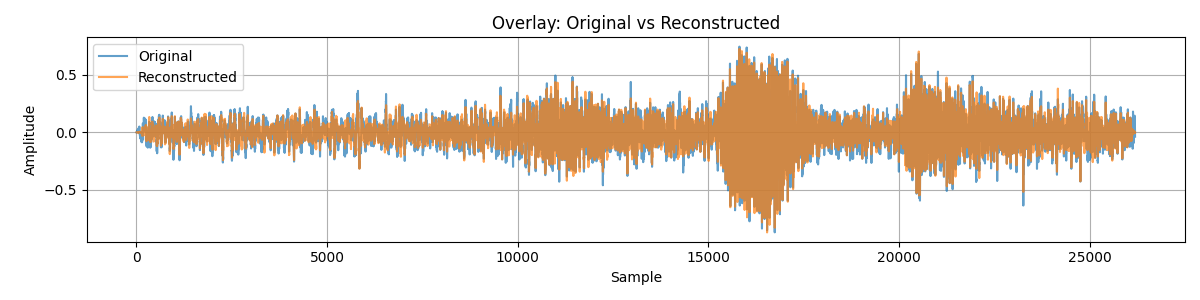 Overlay: Original vs Reconstructed
Original
Reconstructed
0.5
0.0
−0.5
Amplitude
0
5000
10000
15000
20000
25000
Sample